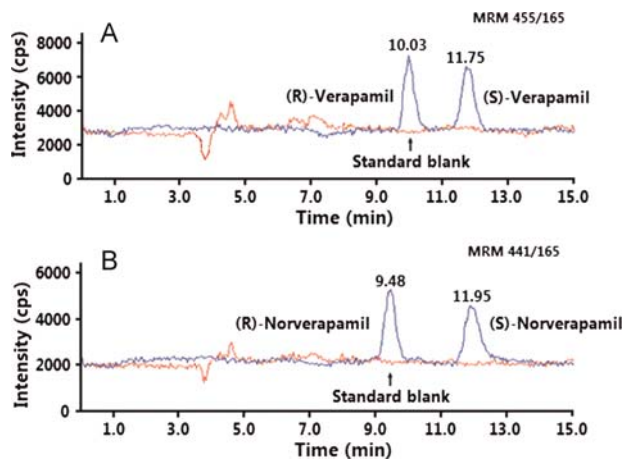 A
MRM 455/165
Intensity (cps)
8000
6000
4000
2000
0
10.03
11.75
(R)-Verapamil
(S)-Verapamil
Standard blank
1.0 3.0 5.0 7.0 9.0 11.0 13.0 15.0
Time (min)
B
MRM 441/165
Intensity (cps)
6000
4000
2000
0
9.48
11.95
(R)-Norverapamil
(S)-Norverapamil
Standard blank
1.0 3.0 5.0 7.0 9.0 11.0 13.0 15.0
Time (min)